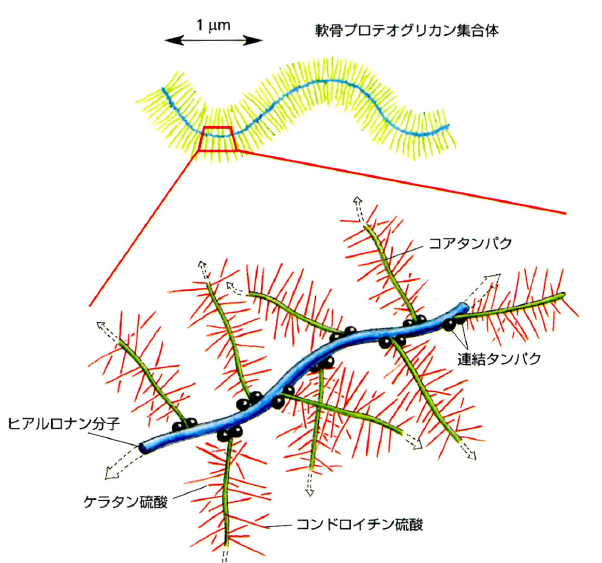 1 μm
軟骨プロテオグリカン集合体
コアタンパク
連結タンパク
ヒアルロナン分子
ケラタン硫酸
コンドロイチン硫酸